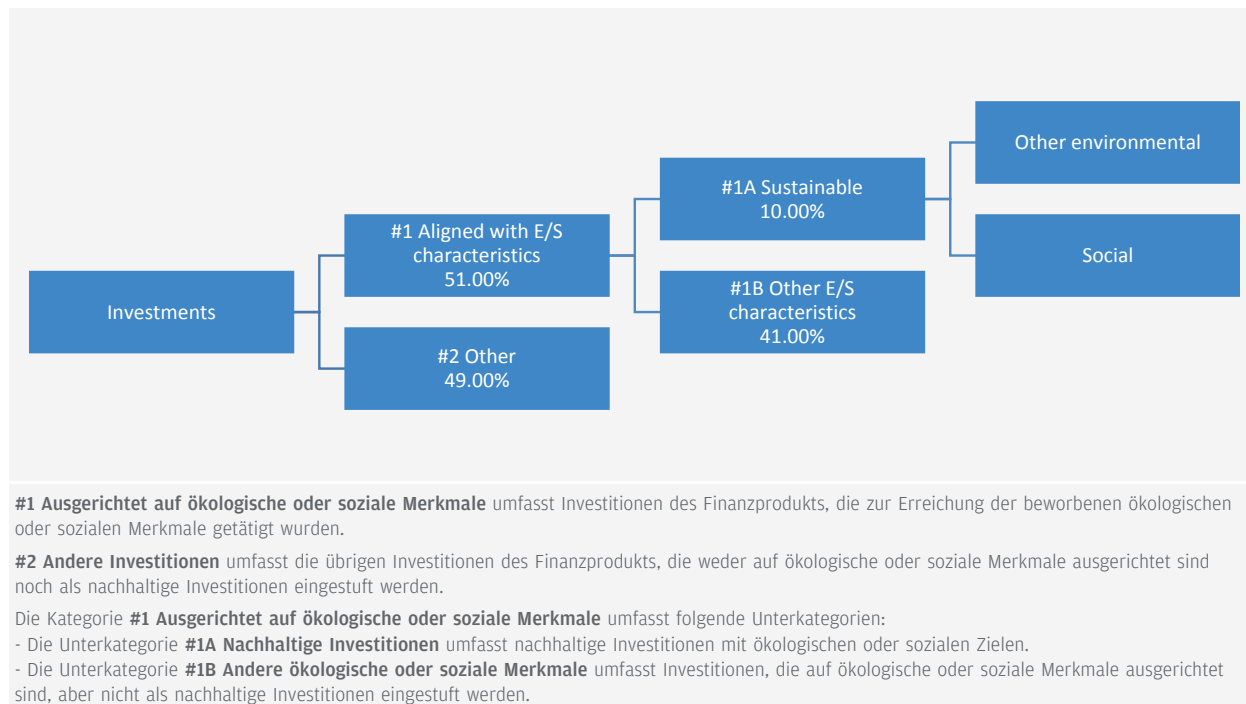 Investments
#1 Aligned with E/S
characteristics
51.00%
#2 Other
49.00%
#1A Sustainable
10.00%
#1B Other E/S
characteristics
41.00%
Other environmental
Social
#1 Ausgerichtet auf ökologische oder soziale Merkmale umfasst Investitionen des Finanzprodukts, die zur Erreichung der beworbenen ökologischen
oder sozialen Merkmale getätigt wurden.
#2 Andere Investitionen umfasst die übrigen Investitionen des Finanzprodukts, die weder auf ökologische oder soziale Merkmale ausgerichtet sind
noch als nachhaltige Investitionen eingestuft werden.
Die Kategorie #1 Ausgerichtet auf ökologische oder soziale Merkmale umfasst folgende Unterkategorien:
- Die Unterkategorie #1A Nachhaltige Investitionen umfasst nachhaltige Investitionen mit ökologischen oder sozialen Zielen.
- Die Unterkategorie #1B Andere ökologische oder soziale Merkmale umfasst Investitionen, die auf ökologische oder soziale Merkmale ausgerichtet
sind, aber nicht als nachhaltige Investitionen eingestuft werden.